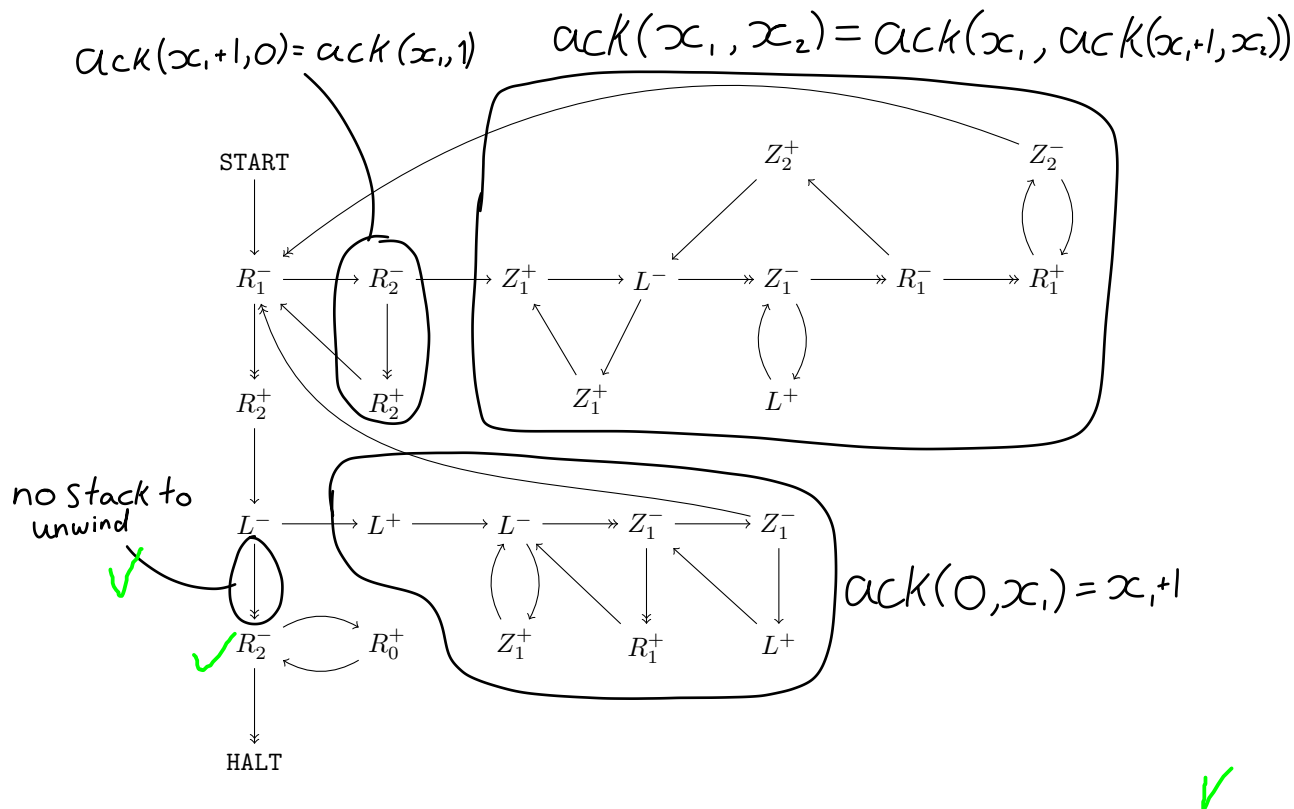 ack(x₁+1,0)=ack(x₁,1)
ack(x₁,x₂)=ack(x₁,ack(x₁+1,x₂))
START
Z₂⁺ Z₂⁻
R₁⁻ R₂⁻ Z₁⁺ L⁻ Z₁⁻ R₁⁻ R₁⁺
R₂⁺ R₂⁺ Z₁⁺ L⁺
no stack to
unwind
L⁻ L⁺ L⁻ Z₁⁻ Z₁⁻
ack(0,x₁)=x₁+1
R₂⁻ R₀⁺ Z₁⁺ R₁⁺ L⁺
HALT